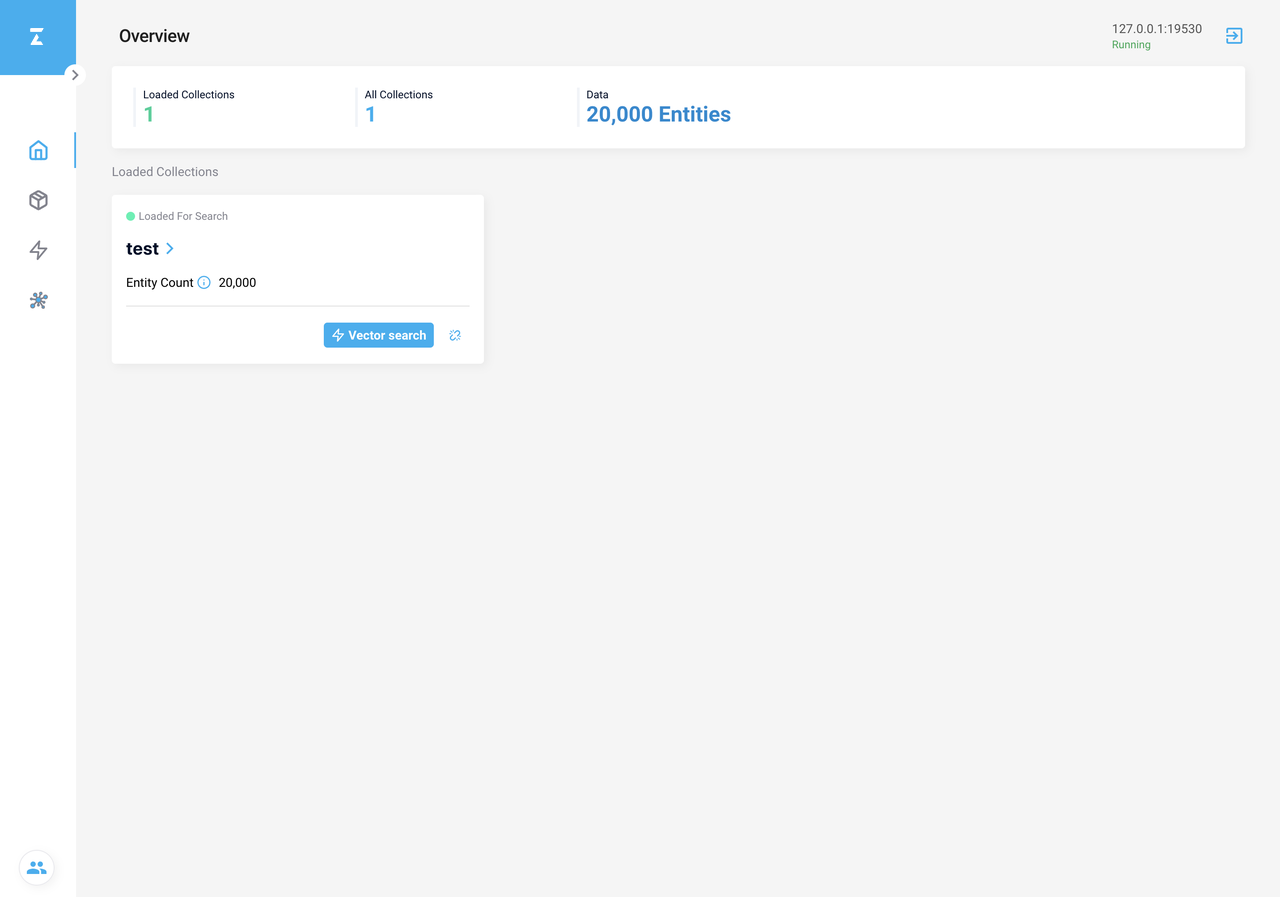 Overview
127.0.0.1:19530
Running
Loaded Collections
1
All Collections
1
Data
20,000 Entities
Loaded Collections
Loaded For Search
test
Entity Count 20,000
Vector search